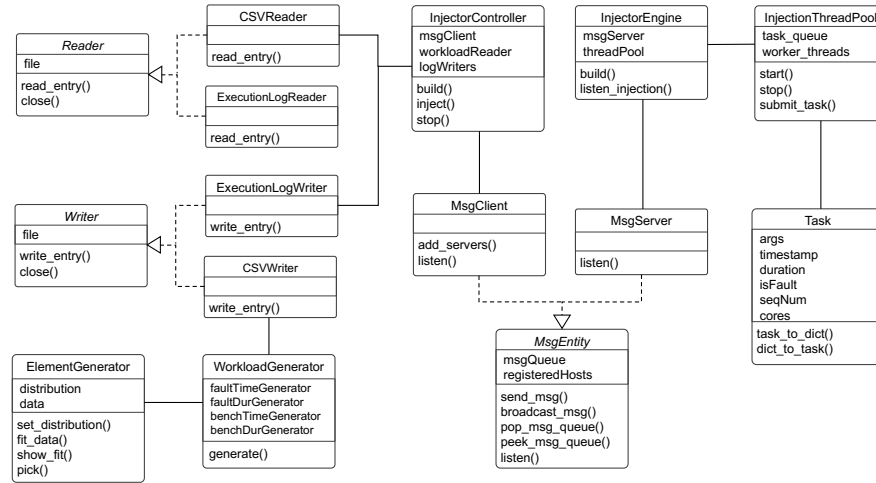 Reader
file
read_entry()
close()
CSVReader
read_entry()
ExecutionLogReader
read_entry()
InjectorController
msgClient
workloadReader
logWriters
build()
inject()
stop()
InjectorEngine
msgServer
threadPool
build()
listen_injection()
InjectionThreadPool
task_queue
worker_threads
start()
stop()
submit_task()
Writer
file
write_entry()
close()
ExecutionLogWriter
write_entry()
CSVWriter
write_entry()
MsgClient
add_servers()
listen()
MsgServer
listen()
Task
args
timestamp
duration
isFault
seqNum
cores
task_to_dict()
dict_to_task()
ElementGenerator
distribution
data
set_distribution()
fit_data()
show_fit()
pick()
WorkloadGenerator
faultTimeGenerator
faultDurGenerator
benchTimeGenerator
benchDurGenerator
generate()
MsgEntity
msgQueue
registeredHosts
send_msg()
broadcast_msg()
pop_msg_queue()
peek_msg_queue()
listen()